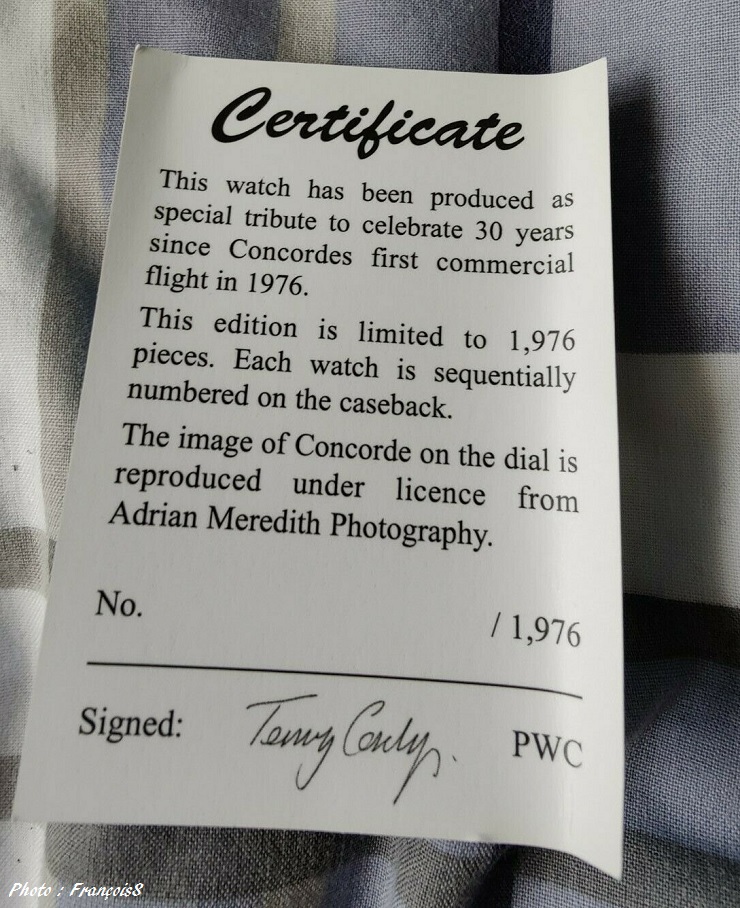 Certificate
This watch has been produced as
special tribute to celebrate 30 years
since Concordes first commercial
flight in 1976.
This edition is limited to 1,976
pieces. Each watch is sequentially
numbered on the caseback.
The image of Concorde on the dial is
reproduced under licence from
Adrian Meredith Photography.
No. / 1,976
Signed: PWC
Photo : François8